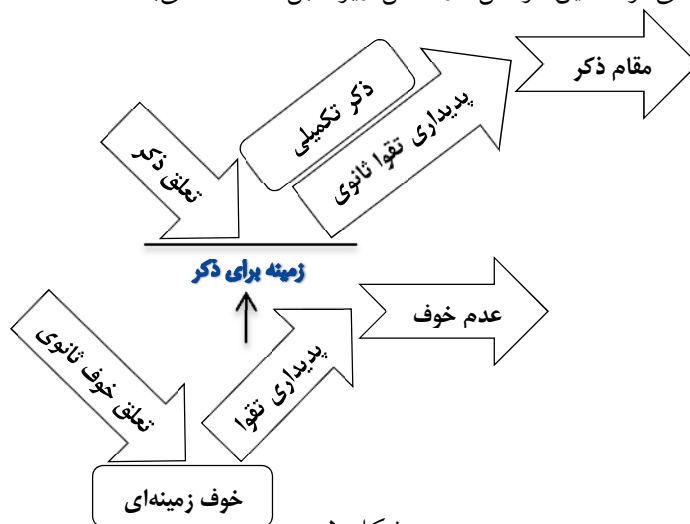 مقام ذکر
ذکر تکمیلی
پدیداری تقوا ثانوی
تعلق ذکر
زمینه برای ذکر
عدم خوف
پدیداری تقوا
تعلق خوف ثانوی
خوف زمینه‌ای